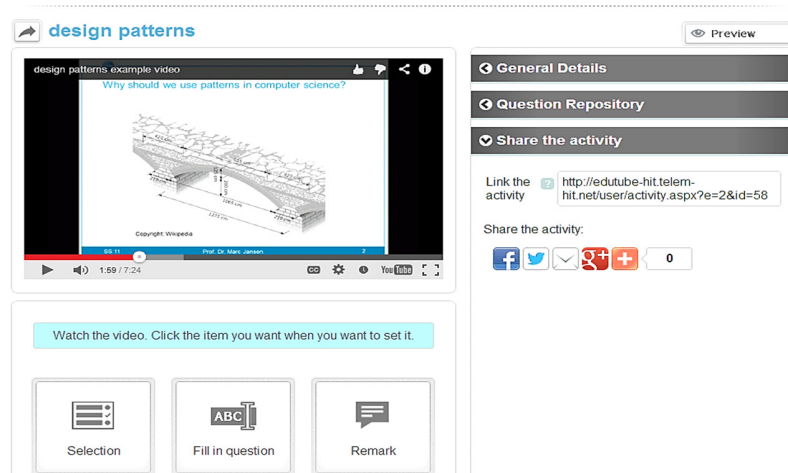 design patterns
Preview
design patterns example video
Why should we use patterns in computer science?
Copyright: Wikipedia
SS 11 Prof. Dr. Marc Jansen 2
1:59 / 7:24
CC
You Tube
Watch the video. Click the item you want when you want to set it.
ABC
Selection
Fill in question
Remark
General Details
Question Repository
Share the activity
Link the activity
?
http://edutube-hit.telem-
hit.net/user/activity.aspx?e=2&id=58
Share the activity:
f
g+
0